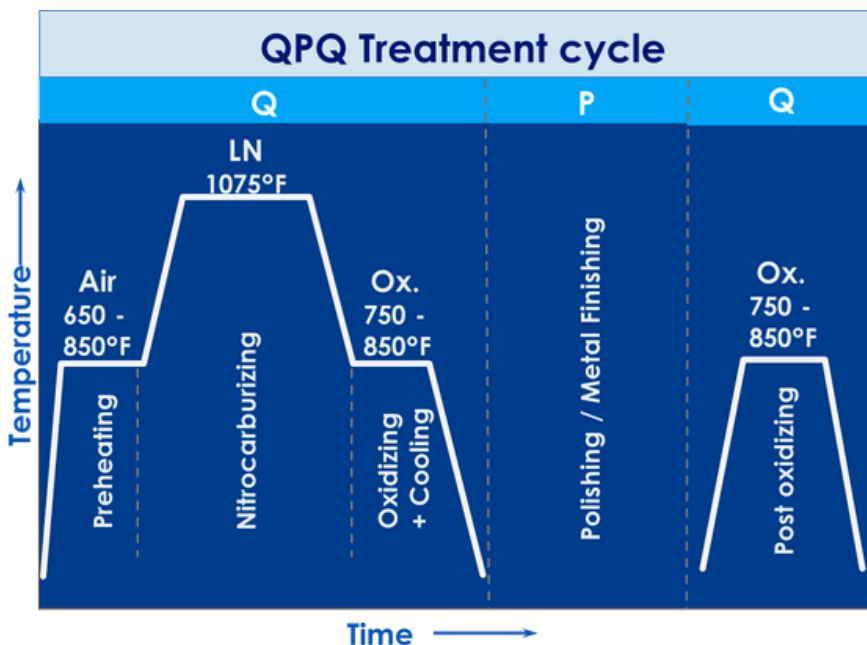 QPQ Treatment cycle
Q
P
Q
LN
1075°F
Air
650 -
850°F
Ox.
750 -
850°F
Ox.
750 -
850°F
Preheating
Nitrocarburizing
Oxidizing
+ Cooling
Polishing / Metal Finishing
Post oxidizing
Temperature
Time